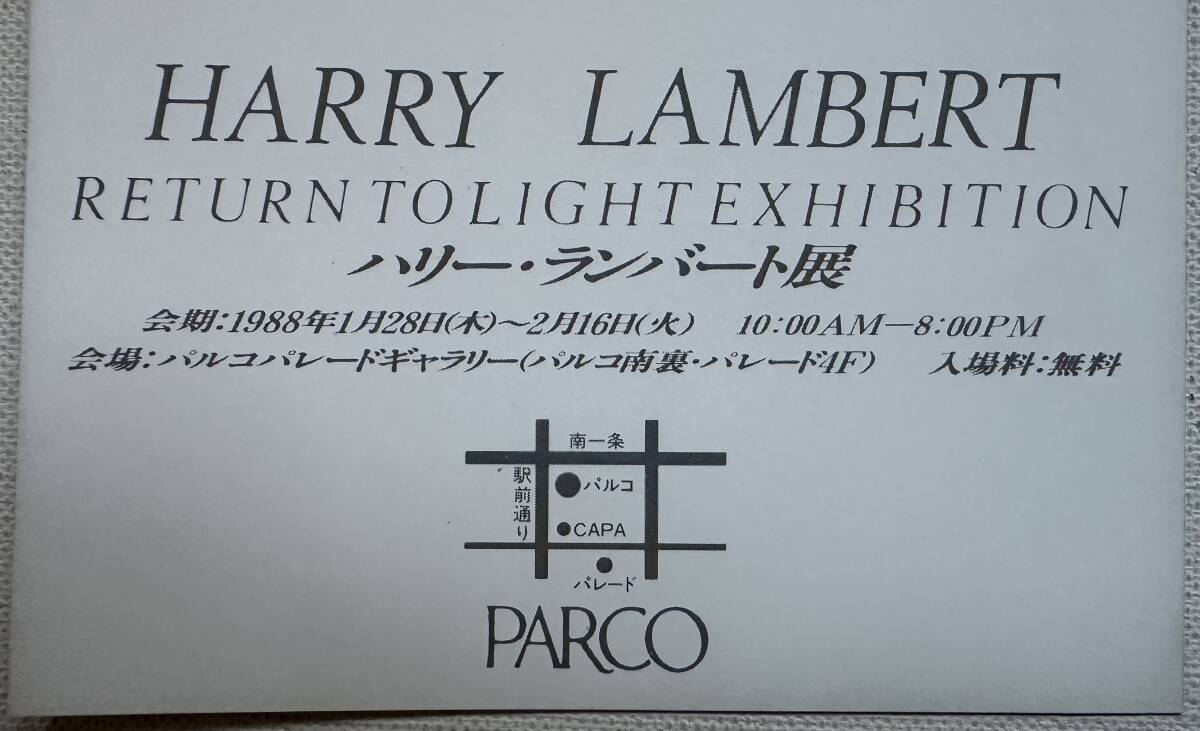 HARRY LAMBERT
RETURN TO LIGHT EXHIBITION
ハリー・ランバート展
会期：1988年1月28日(木)〜2月16日(火) 10：00AM—8：00PM
会場：パルコパレードギャラリー(パルコ南裏・パレード4F) 入場料：無料
南一条
駅前通り
パルコ
CAPA
パレード
PARCO